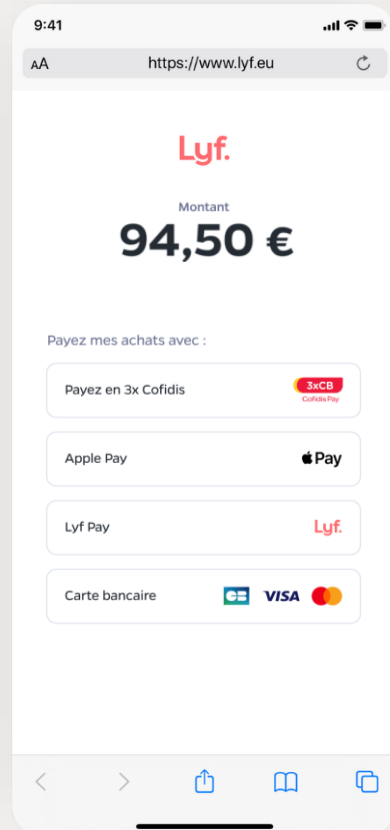 9:41
AA https://www.lyf.eu
Lyf.
Montant
94,50 €
Payez mes achats avec :
Payez en 3x Cofidis 3xCB
Cofidis Pay
Apple Pay Pay
Lyf Pay Lyf.
Carte bancaire CB VISA